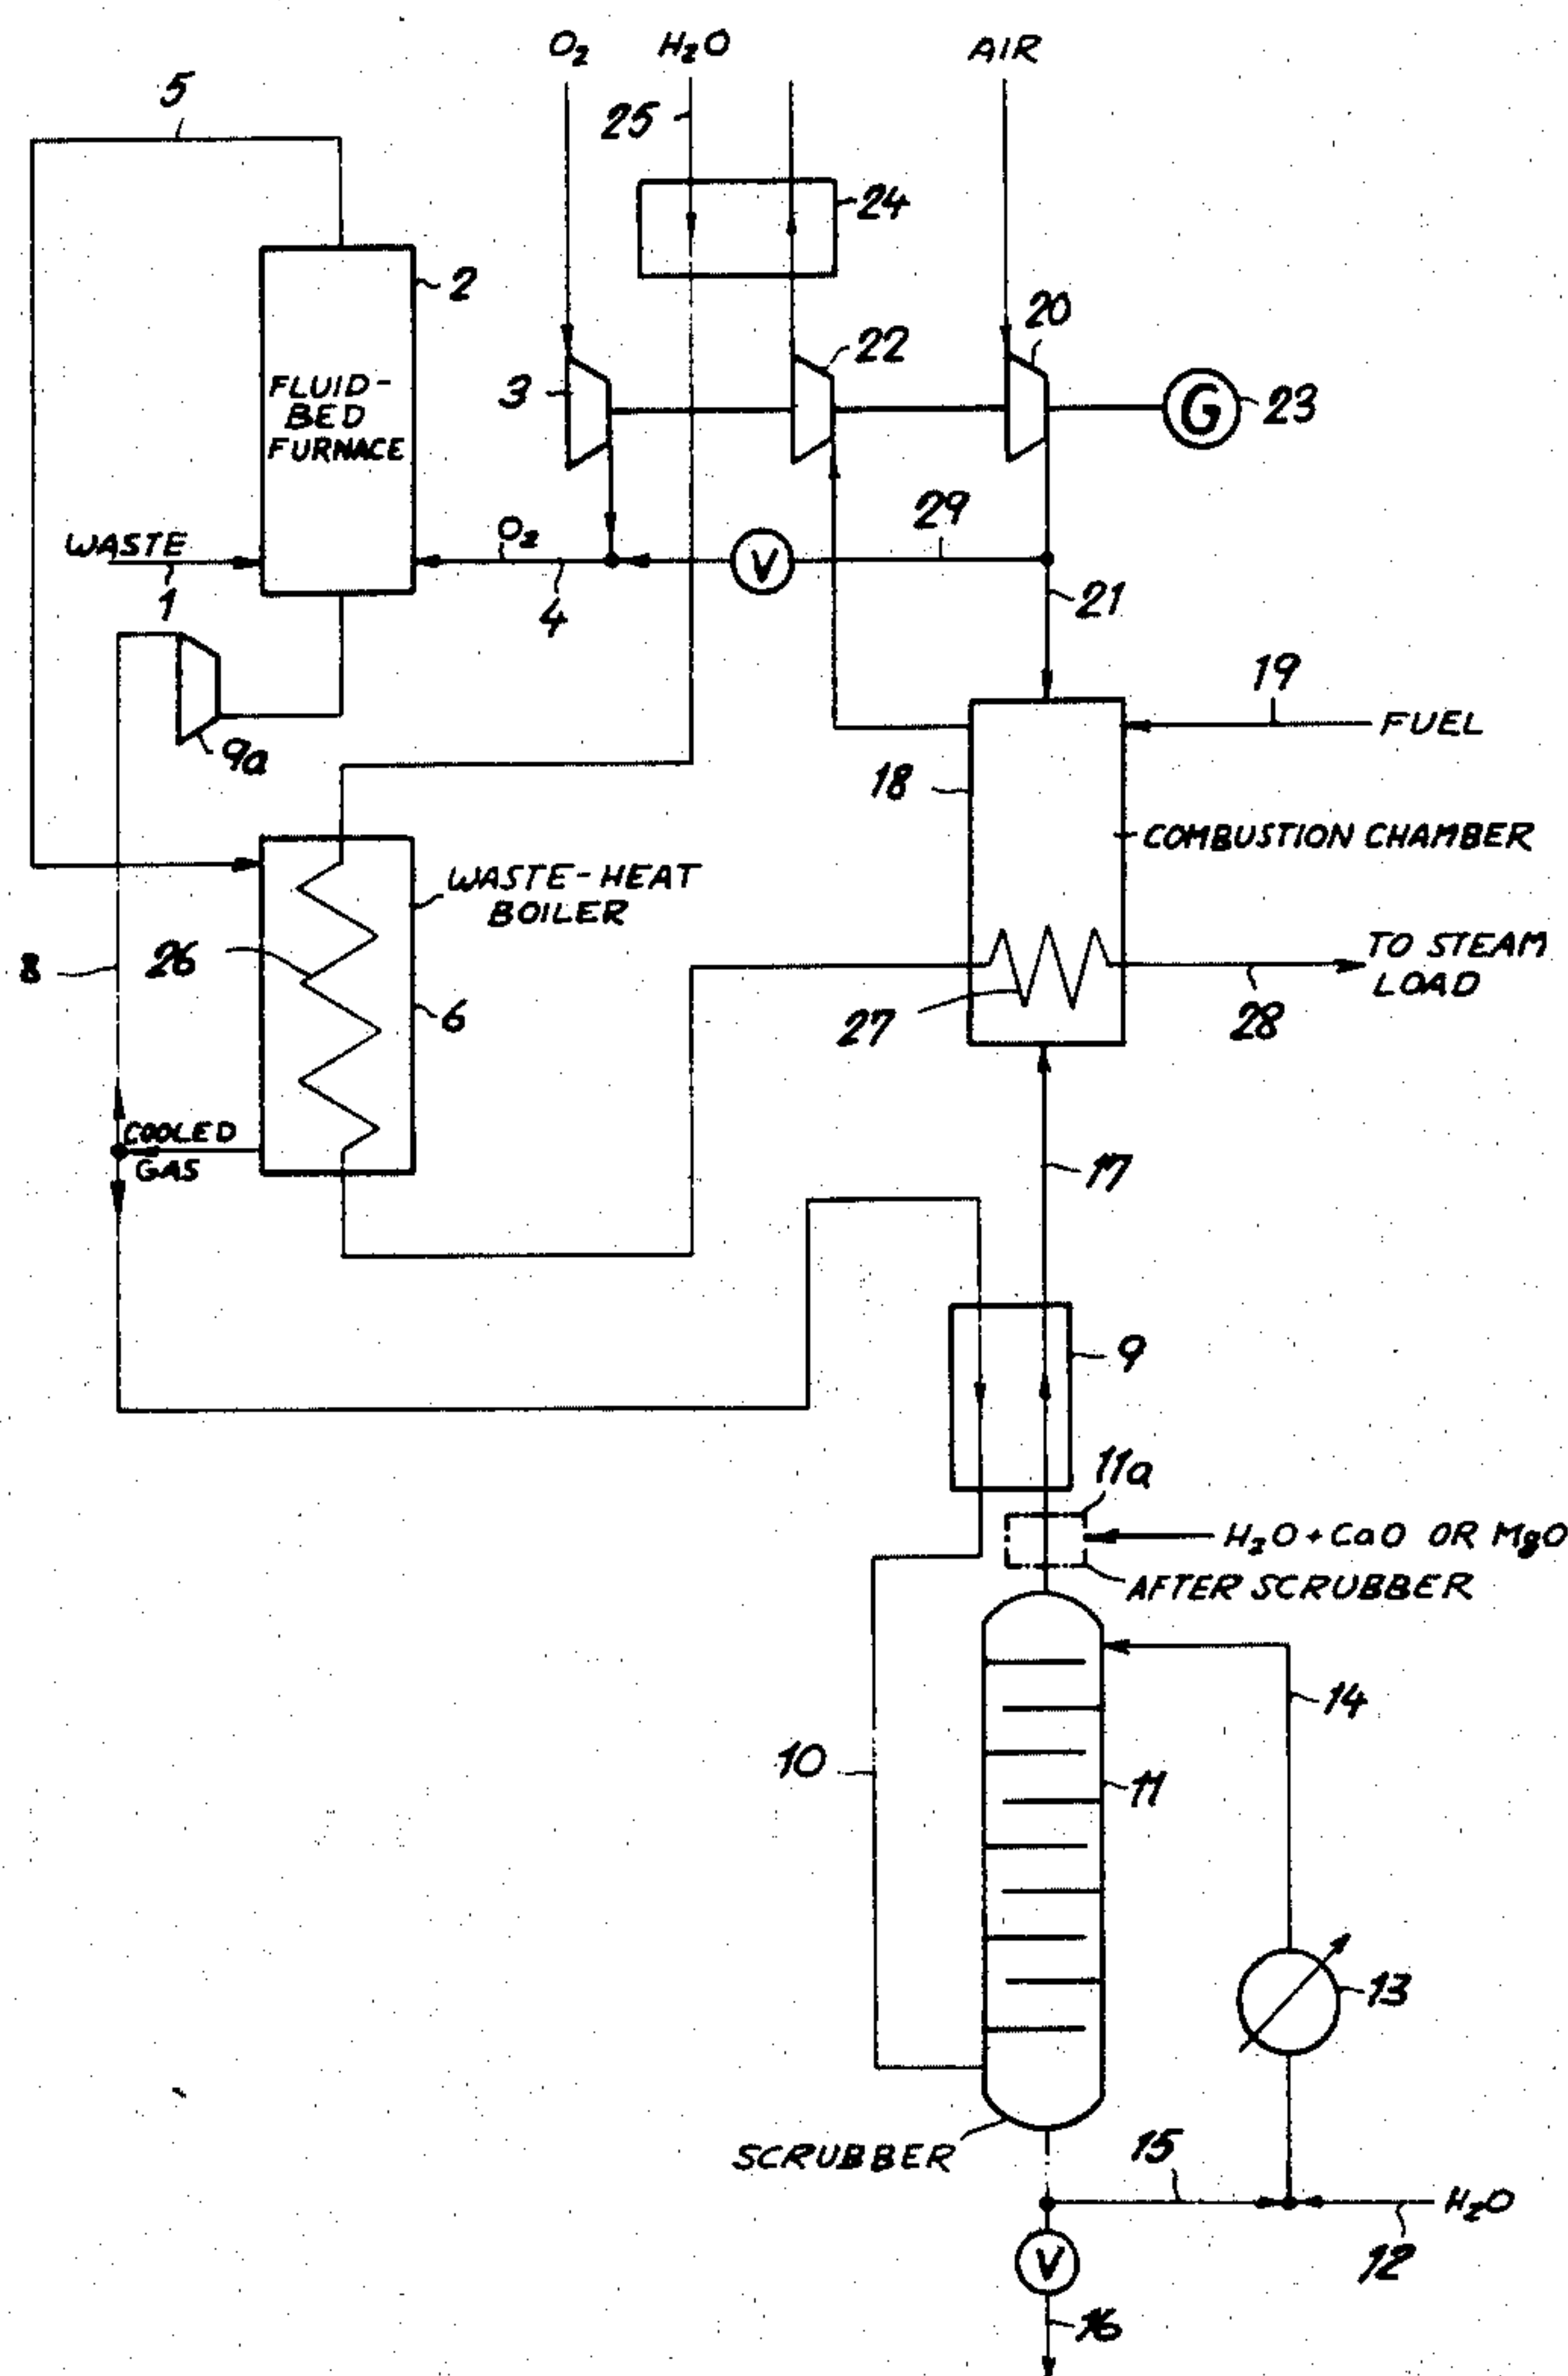 O₂
H₂O
AIR
5
25
24
2
20
22
3
FLUID-
BED
FURNACE
G
23
29
WASTE
O₂
V
1
4
21
19
FUEL
9a
18
COMBUSTION CHAMBER
WASTE-HEAT
BOILER
8
26
6
TO STEAM
LOAD
27
28
COOLED
GAS
17
9
11a
H₂O + CaO OR MgO
AFTER SCRUBBER
14
10
11
13
SCRUBBER
15
H₂O
12
V
16